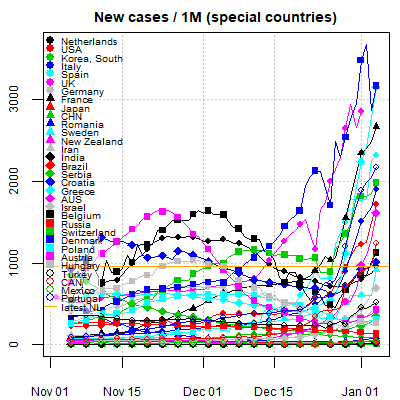 New cases / 1M (special countries)
Netherlands
USA
Korea, South
Italy
Spain
UK
Germany
France
Japan
CHN
Romania
Sweden
New Zealand
Iran
India
Brazil
Serbia
Croatia
Greece
AUS
Israel
Belgium
Russia
Switzerland
Denmark
Poland
Austria
Hungary
Turkey
CAN
Mexico
Portugal
latest NL
0
1000
2000
3000
Nov 01
Nov 15
Dec 01
Dec 15
Jan 01